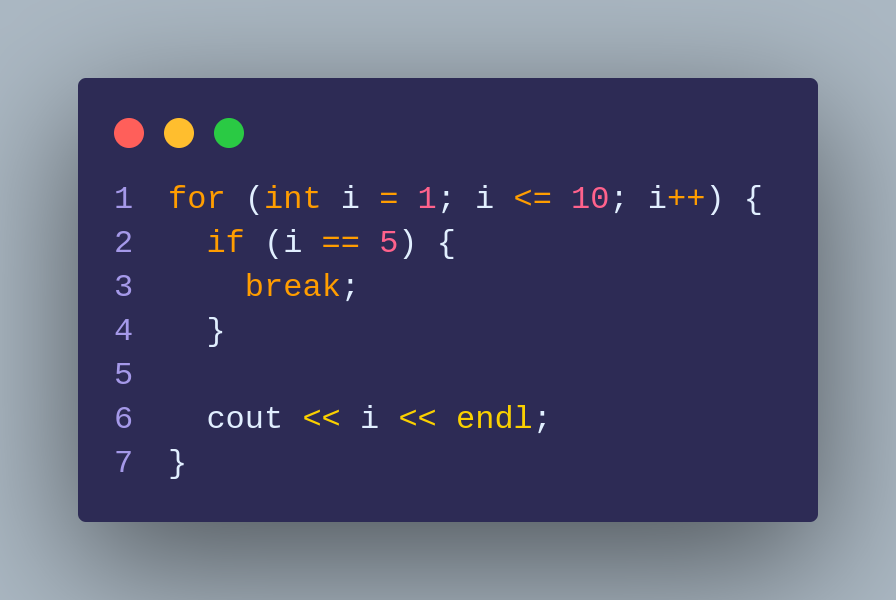 1 for (int i = 1; i <= 10; i++) {
2   if (i == 5) {
3     break;
4   }
5
6   cout << i << endl;
7 }